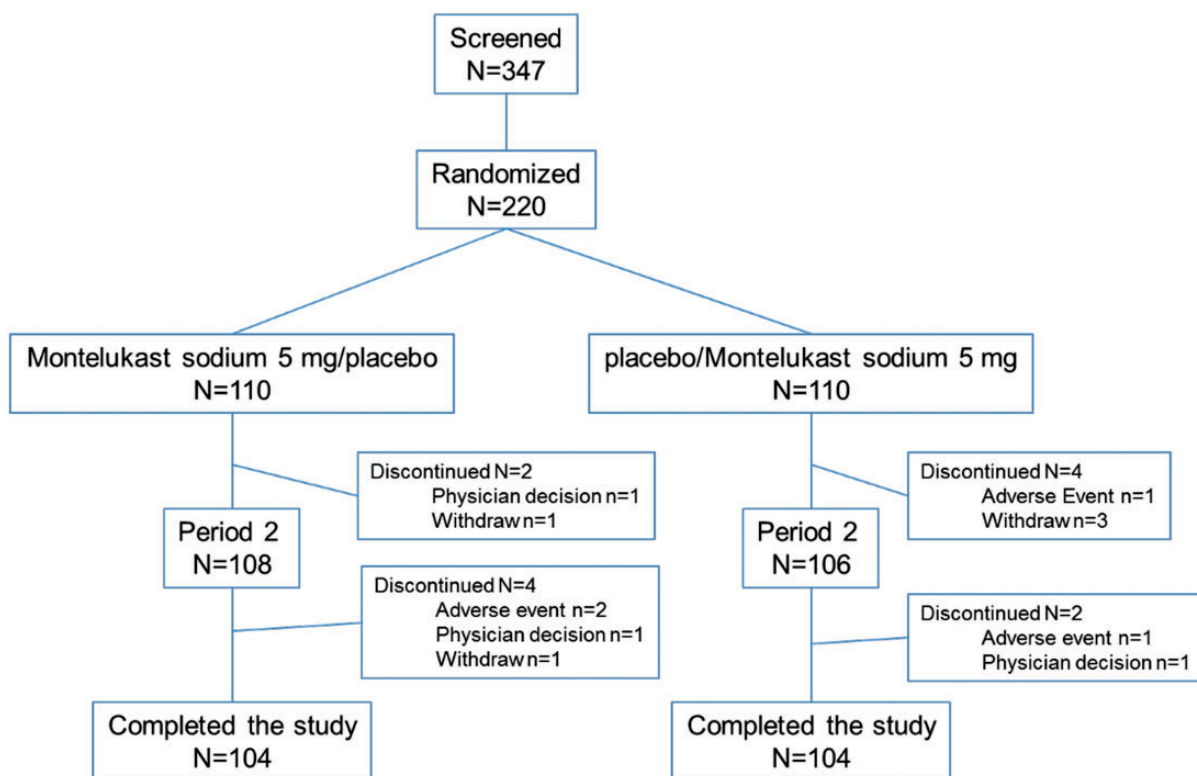 Screened
N=347
Randomized
N=220
Montelukast sodium 5 mg/placebo
N=110
placebo/Montelukast sodium 5 mg
N=110
Discontinued N=2
Physician decision n=1
Withdraw n=1
Discontinued N=4
Adverse Event n=1
Withdraw n=3
Period 2
N=108
Period 2
N=106
Discontinued N=4
Adverse event n=2
Physician decision n=1
Withdraw n=1
Discontinued N=2
Adverse event n=1
Physician decision n=1
Completed the study
N=104
Completed the study
N=104